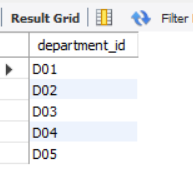 Result Grid Filter
department_id
D01
D02
D03
D04
D05